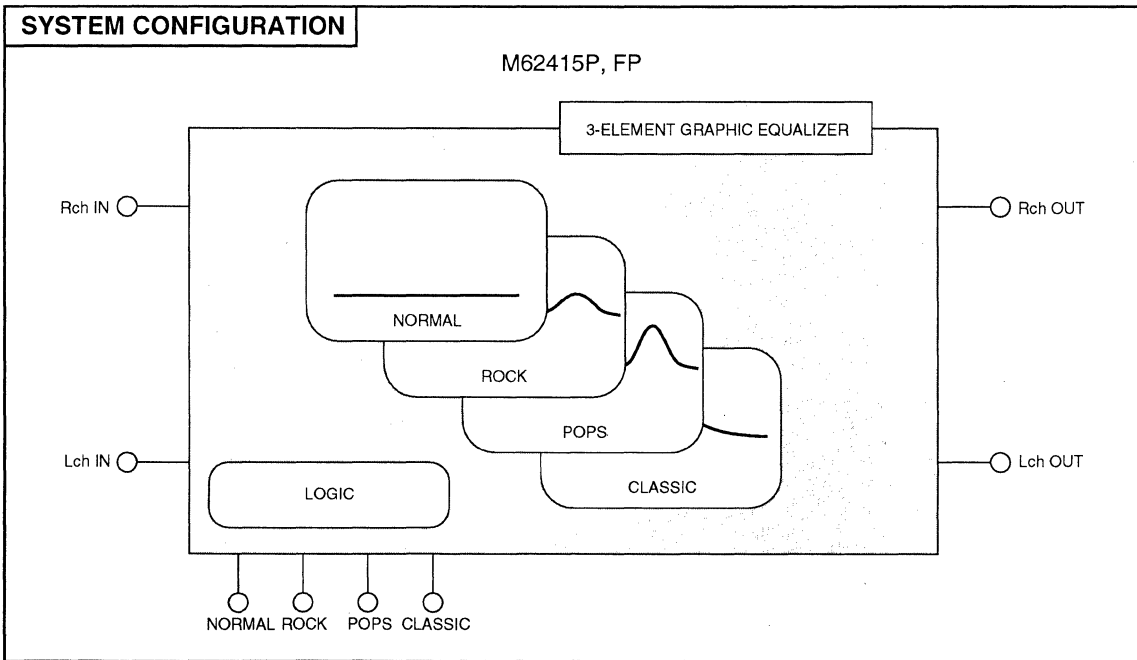 SYSTEM CONFIGURATION
M62415P, FP
3-ELEMENT GRAPHIC EQUALIZER
Rch IN
Rch OUT
NORMAL
ROCK
POPS
CLASSIC
Lch IN
Lch OUT
LOGIC
NORMAL ROCK POPS CLASSIC